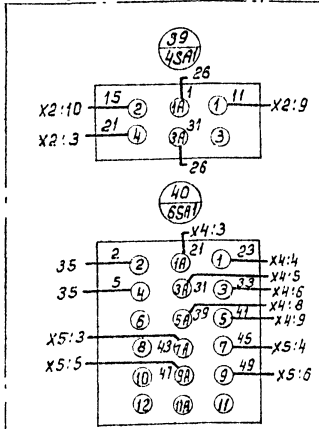 39
4SA1
26
X2:10 15 2 1A 1 1 11 X2:9
X2:3 21 4 3A 31 3
26
40
6SA1
X4:3
2 1A 21 1 23 X4:4
35 2
X4:5
35 5 4 3A 31 3 33 X4:6
X4:8
6 5A 39 5 41 X4:9
X5:3 8 43 7A 7 45 X5:4
X5:5 10 47 9A 9 49 X5:6
12 11A 11